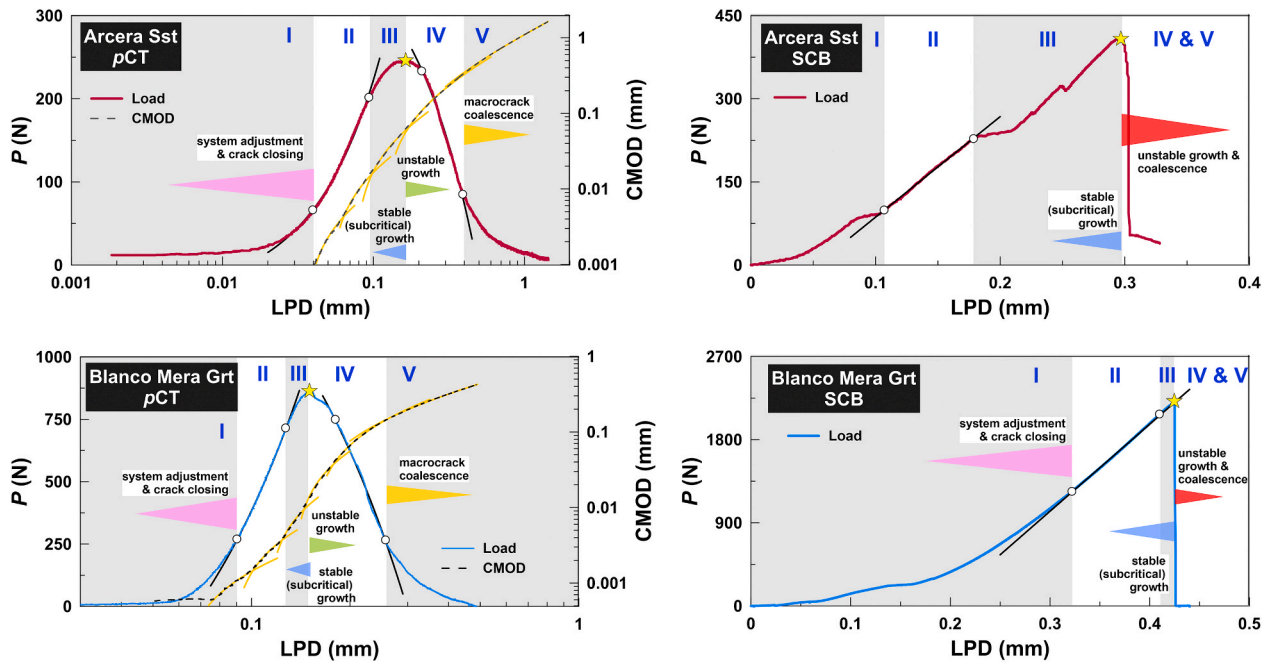 Arcera Sst
pCT
I II III IV V
300
200
100
0
P (N)
Load
CMOD
system adjustment
& crack closing
macrocrack
coalescence
unstable
growth
stable
(subcritical)
growth
1
0.1
0.01
0.001
CMOD (mm)
0.001 0.01 0.1 1
LPD (mm)
Arcera Sst
SCB
I II III IV & V
450
300
150
0
P (N)
Load
unstable growth &
coalescence
stable
(subcritical)
growth
0 0.1 0.2 0.3 0.4
LPD (mm)
Blanco Mera Grt
pCT
I II III IV V
1000
750
500
250
0
P (N)
system adjustment
& crack closing
macrocrack
coalescence
unstable growth
stable
(subcritical)
growth
Load
CMOD
1
0.1
0.01
0.001
CMOD (mm)
0.1 1
LPD (mm)
Blanco Mera Grt
SCB
I II III IV & V
2700
1800
900
0
P (N)
Load
system adjustment
& crack closing
unstable
growth &
coalescence
stable
(subcritical)
growth
0 0.1 0.2 0.3 0.4 0.5
LPD (mm)